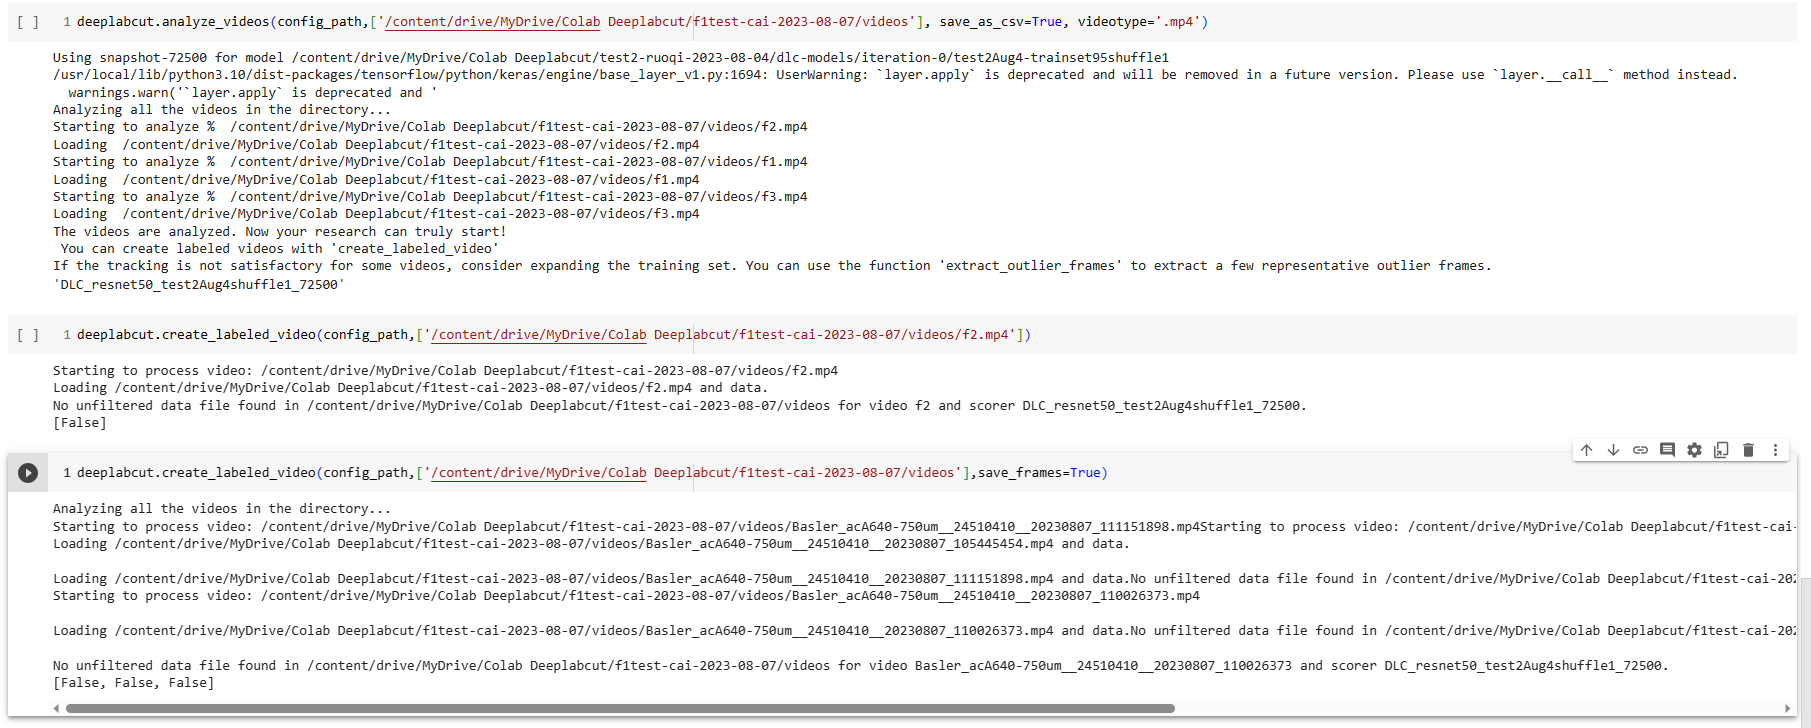 [ ] 1 deeplabcut.analyze_videos(config_path,['/content/drive/MyDrive/Colab Deeplabcut/f1test-cai-2023-08-07/videos'], save_as_csv=True, videotype='.mp4')
Using snapshot-72500 for model /content/drive/MyDrive/Colab Deeplabcut/test2-ruoqi-2023-08-04/dlc-models/iteration-0/test2Aug4-trainset95shuffle1
/usr/local/lib/python3.10/dist-packages/tensorflow/python/keras/engine/base_layer_v1.py:1694: UserWarning: `layer.apply` is deprecated and will be removed in a future version. Please use `layer.__call__` method instead.
  warnings.warn('`layer.apply` is deprecated and '
Analyzing all the videos in the directory...
Starting to analyze %  /content/drive/MyDrive/Colab Deeplabcut/f1test-cai-2023-08-07/videos/f2.mp4
Loading  /content/drive/MyDrive/Colab Deeplabcut/f1test-cai-2023-08-07/videos/f2.mp4
Starting to analyze %  /content/drive/MyDrive/Colab Deeplabcut/f1test-cai-2023-08-07/videos/f1.mp4
Loading  /content/drive/MyDrive/Colab Deeplabcut/f1test-cai-2023-08-07/videos/f1.mp4
Starting to analyze %  /content/drive/MyDrive/Colab Deeplabcut/f1test-cai-2023-08-07/videos/f3.mp4
Loading  /content/drive/MyDrive/Colab Deeplabcut/f1test-cai-2023-08-07/videos/f3.mp4
The videos are analyzed. Now your research can truly start!
 You can create labeled videos with 'create_labeled_video'
If the tracking is not satisfactory for some videos, consider expanding the training set. You can use the function 'extract_outlier_frames' to extract a few representative outlier frames.
'DLC_resnet50_test2Aug4shuffle1_72500'
[ ] 1 deeplabcut.create_labeled_video(config_path,['/content/drive/MyDrive/Colab Deeplabcut/f1test-cai-2023-08-07/videos/f2.mp4'])
Starting to process video: /content/drive/MyDrive/Colab Deeplabcut/f1test-cai-2023-08-07/videos/f2.mp4
Loading /content/drive/MyDrive/Colab Deeplabcut/f1test-cai-2023-08-07/videos/f2.mp4 and data.
No unfiltered data file found in /content/drive/MyDrive/Colab Deeplabcut/f1test-cai-2023-08-07/videos for video f2 and scorer DLC_resnet50_test2Aug4shuffle1_72500.
[False]
1 deeplabcut.create_labeled_video(config_path,['/content/drive/MyDrive/Colab Deeplabcut/f1test-cai-2023-08-07/videos'],save_frames=True)
Analyzing all the videos in the directory...
Starting to process video: /content/drive/MyDrive/Colab Deeplabcut/f1test-cai-2023-08-07/videos/Basler_acA640-750um__24510410__20230807_111151898.mp4Starting to process video: /content/drive/MyDrive/Colab Deeplabcut/f1test-cai-
Loading /content/drive/MyDrive/Colab Deeplabcut/f1test-cai-2023-08-07/videos/Basler_acA640-750um__24510410__20230807_105445454.mp4 and data.
Loading /content/drive/MyDrive/Colab Deeplabcut/f1test-cai-2023-08-07/videos/Basler_acA640-750um__24510410__20230807_111151898.mp4 and data.No unfiltered data file found in /content/drive/MyDrive/Colab Deeplabcut/f1test-cai-202
Starting to process video: /content/drive/MyDrive/Colab Deeplabcut/f1test-cai-2023-08-07/videos/Basler_acA640-750um__24510410__20230807_110026373.mp4
Loading /content/drive/MyDrive/Colab Deeplabcut/f1test-cai-2023-08-07/videos/Basler_acA640-750um__24510410__20230807_110026373.mp4 and data.No unfiltered data file found in /content/drive/MyDrive/Colab Deeplabcut/f1test-cai-202
No unfiltered data file found in /content/drive/MyDrive/Colab Deeplabcut/f1test-cai-2023-08-07/videos for video Basler_acA640-750um__24510410__20230807_110026373 and scorer DLC_resnet50_test2Aug4shuffle1_72500.
[False, False, False]